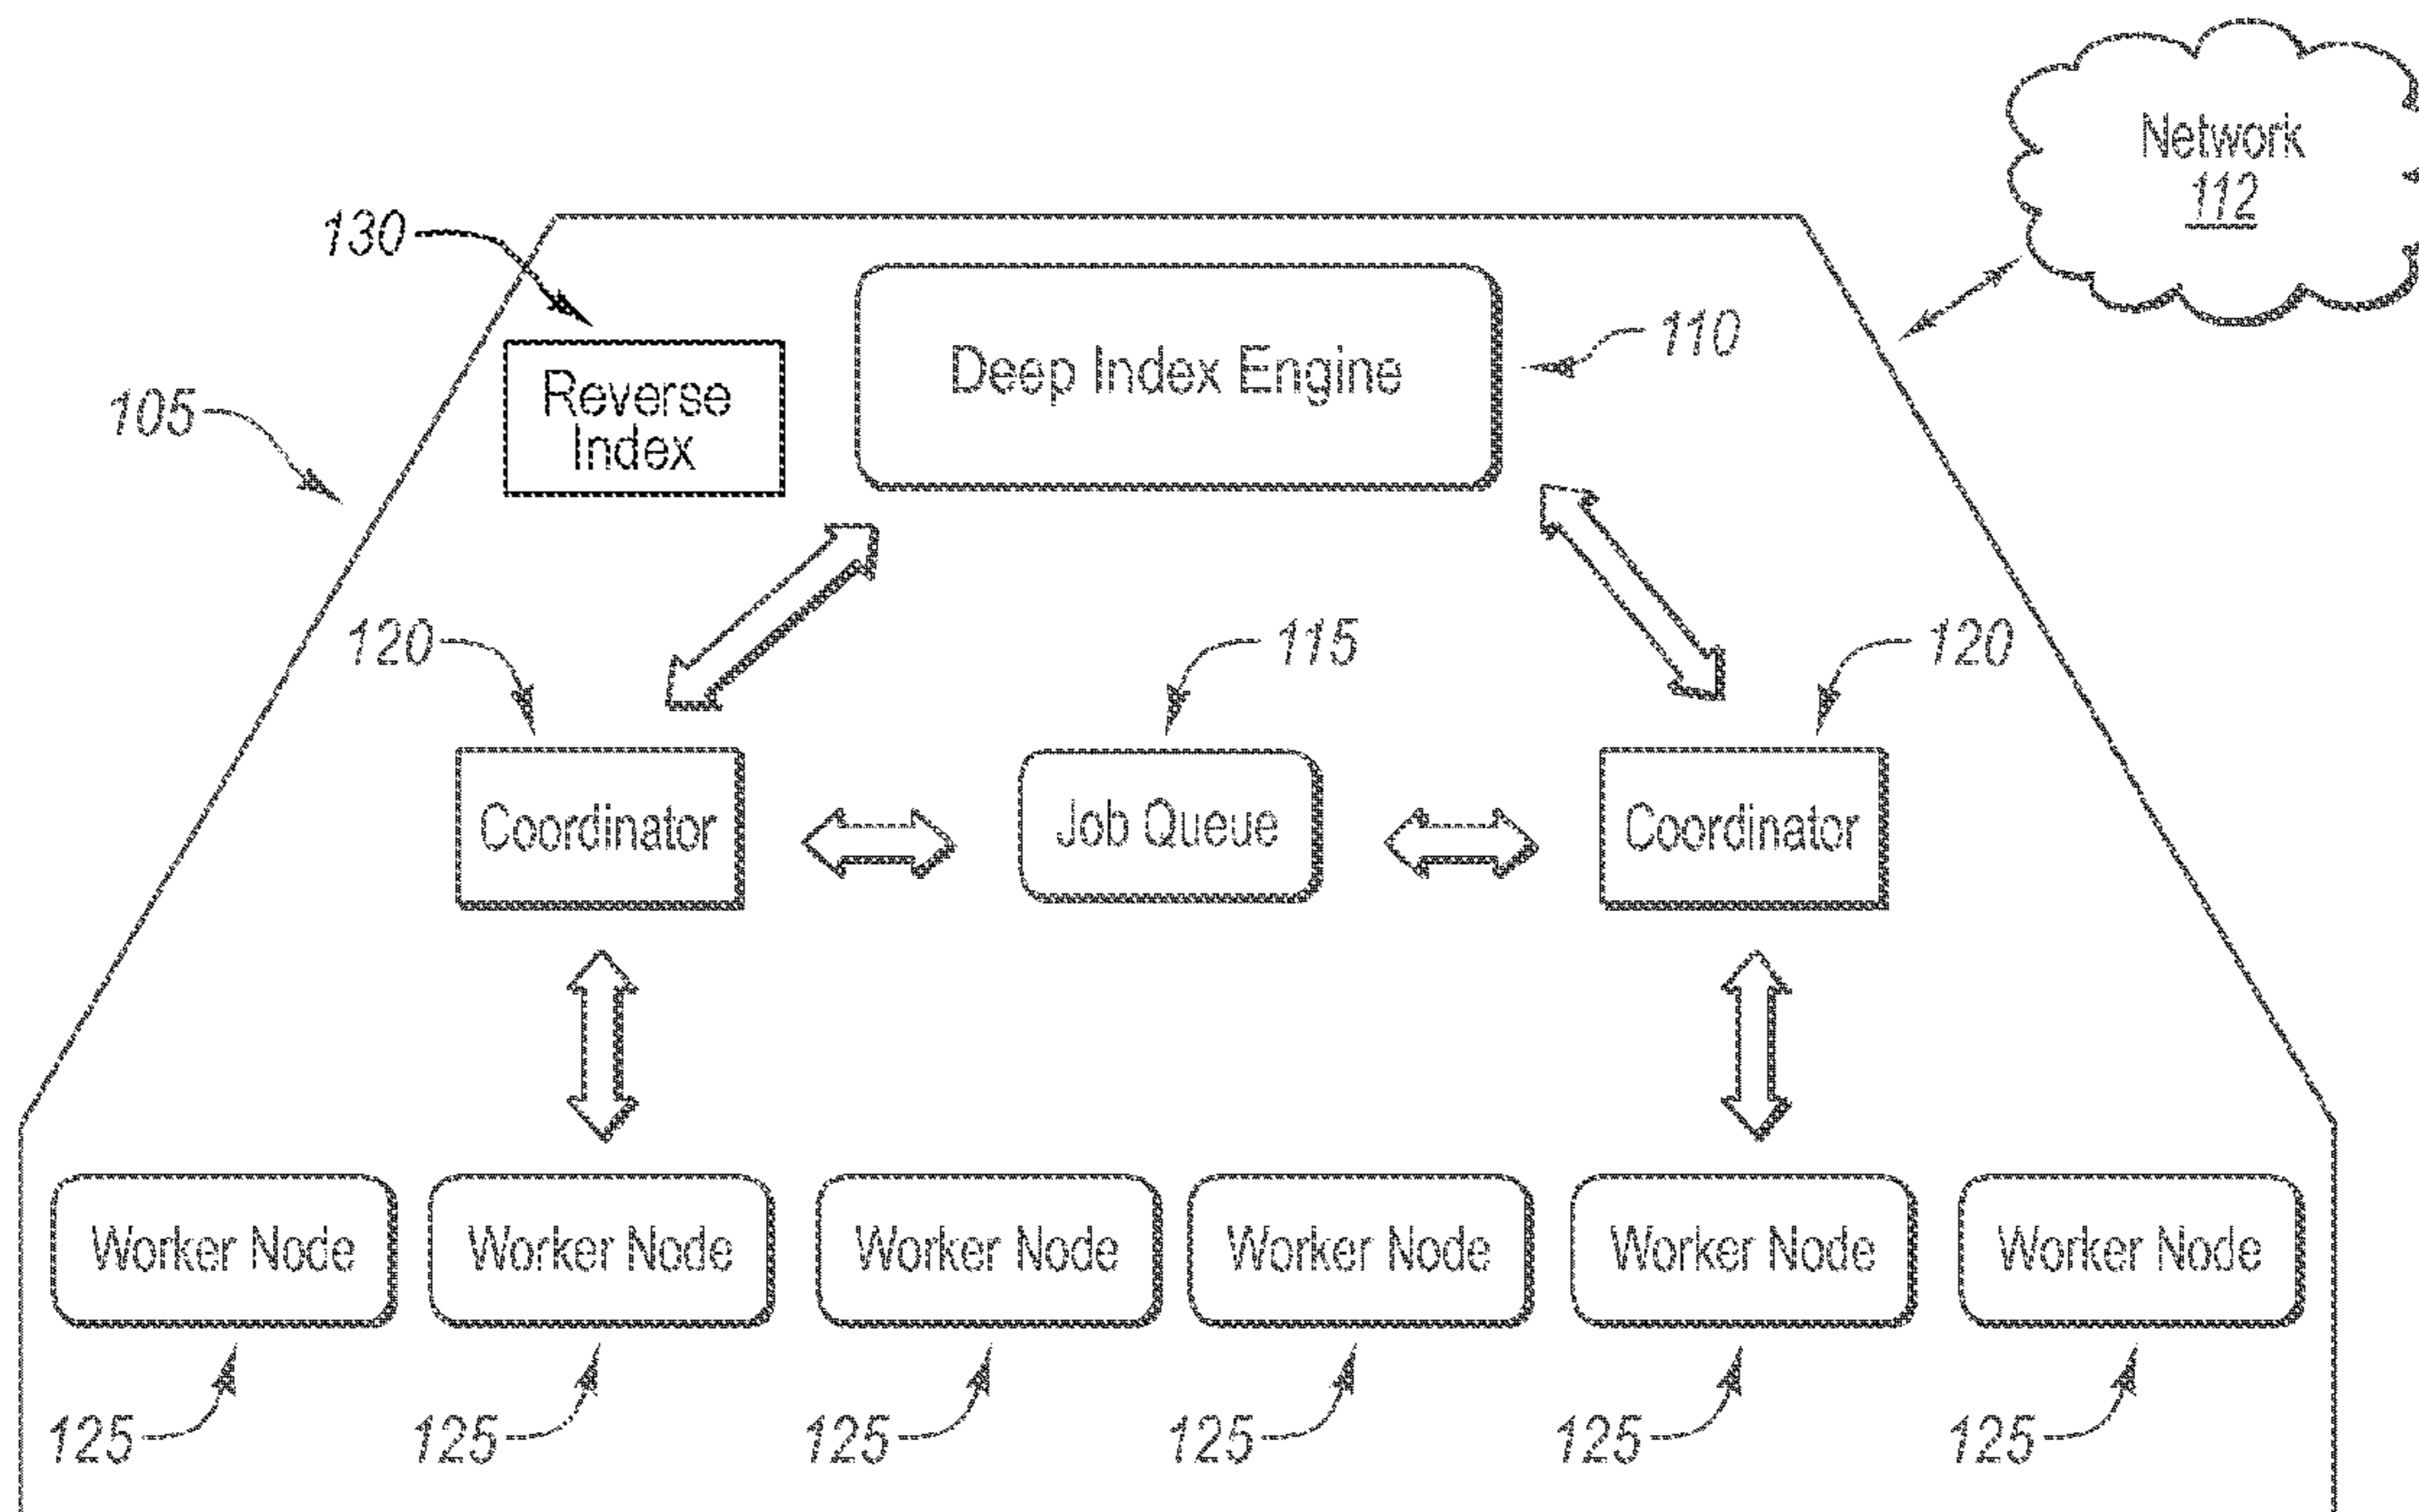 Network
112
130
110
Deep Index Engine
Reverse
Index
105
120
115
120
Coordinator
Job Queue
Coordinator
Worker Node
Worker Node
Worker Node
Worker Node
Worker Node
Worker Node
125
125
125
125
125
125